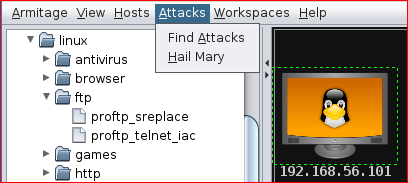 Armitage View Hosts Attacks Workspaces Help
Find Attacks
Hail Mary
linux
antivirus
browser
ftp
proftp_sreplace
proftp_telnet_iac
games
http
192.168.56.101